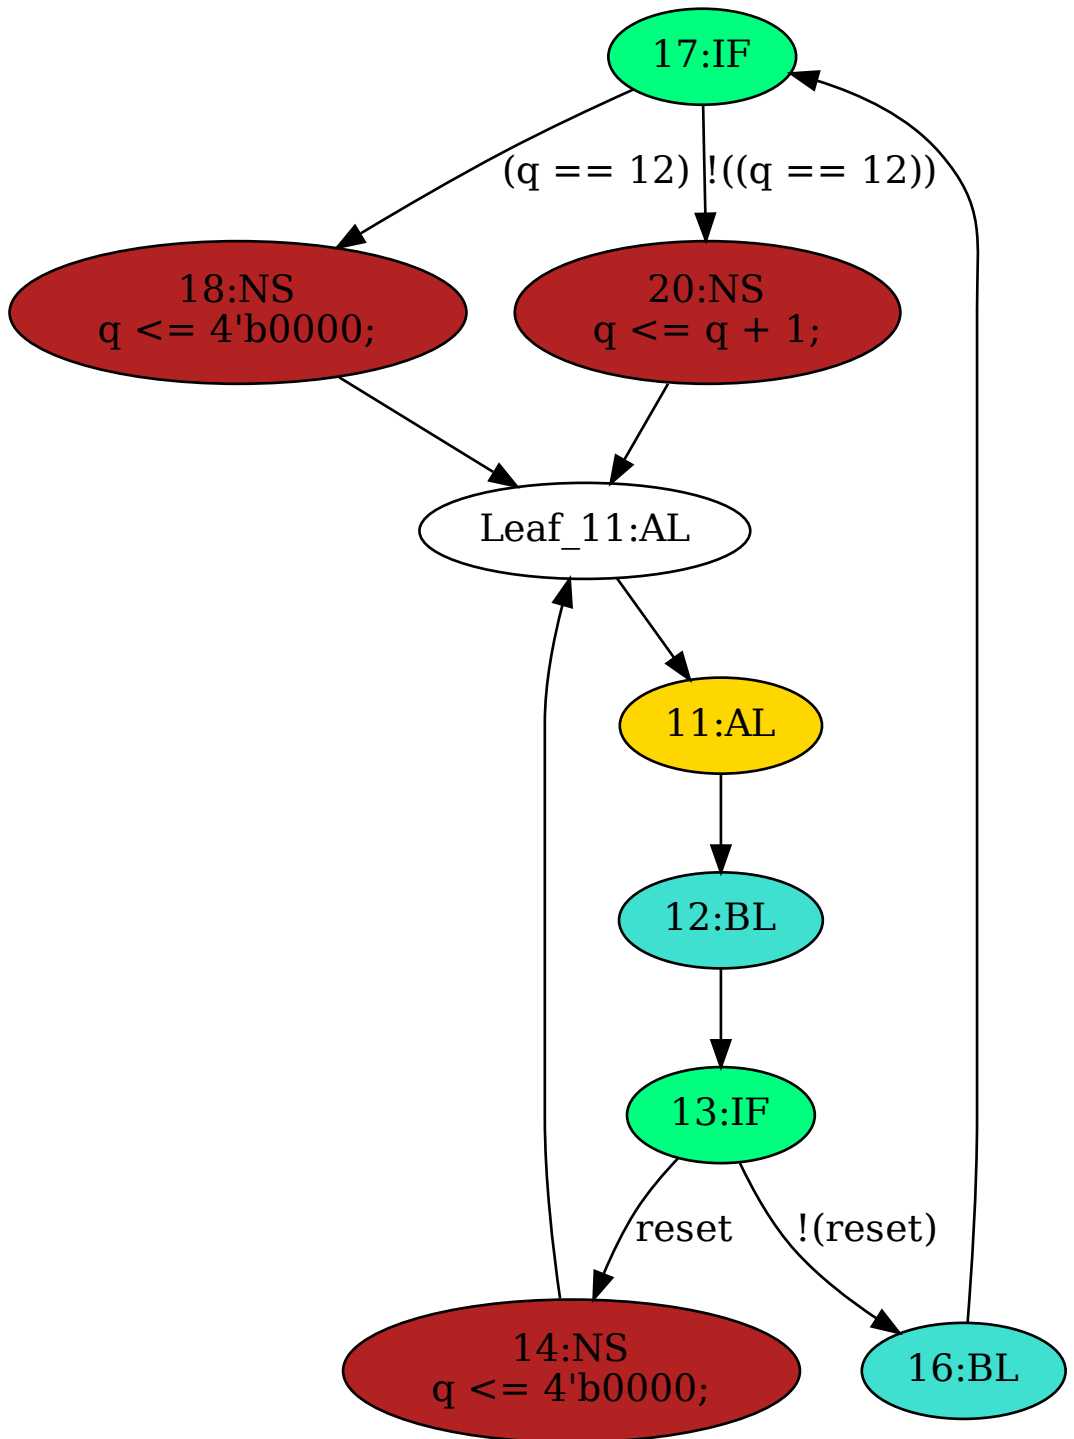 17:IF
(q == 12)
!((q == 12))
18:NS
q <= 4'b0000;
20:NS
q <= q + 1;
Leaf_11:AL
11:AL
12:BL
13:IF
reset
!(reset)
14:NS
q <= 4'b0000;
16:BL